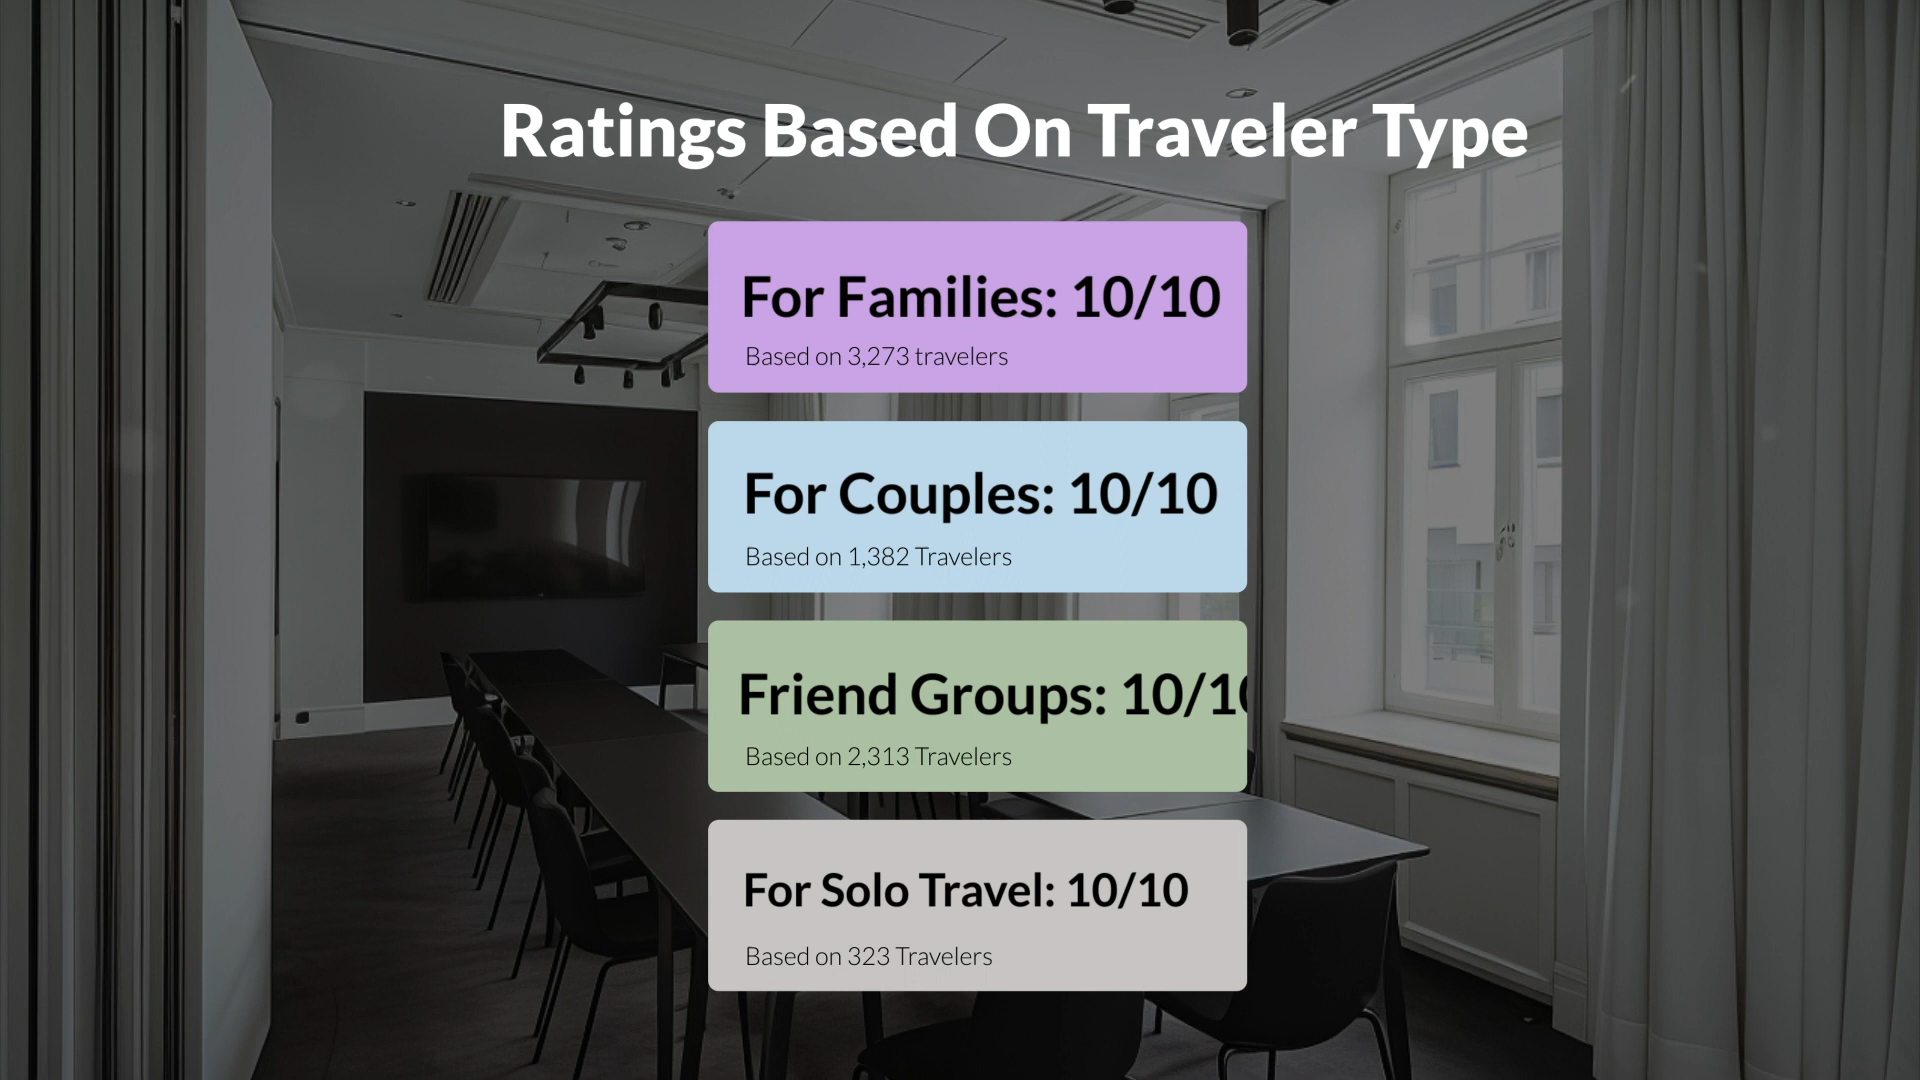 Ratings Based On Traveler Type
For Families: 10/10
Based on 3,273 travelers
For Couples: 10/10
Based on 1,382 Travelers
Friend Groups: 10/10
Based on 2,313 Travelers
For Solo Travel: 10/10
Based on 323 Travelers